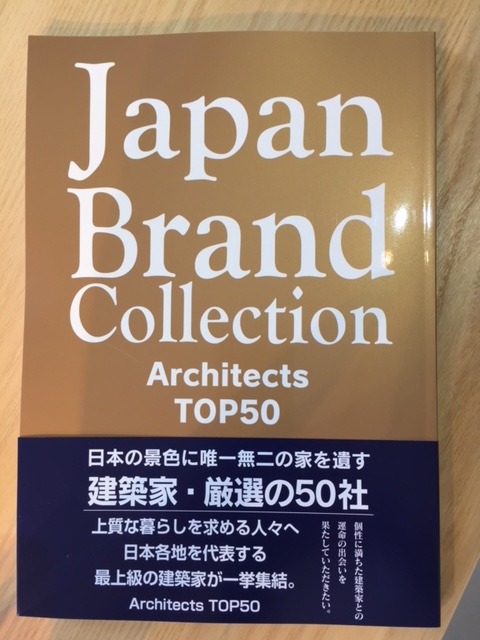 Japan
Brand
Collection
Architects
TOP50
日本の景色に唯一無二の家を遺す
建築家・厳選の50社
上質な暮らしを求める人々へ
日本各地を代表する
最上級の建築家が一挙集結。
Architects TOP50
個性に満ちた建築家との
運命の出会いを
果たしていただきたい。